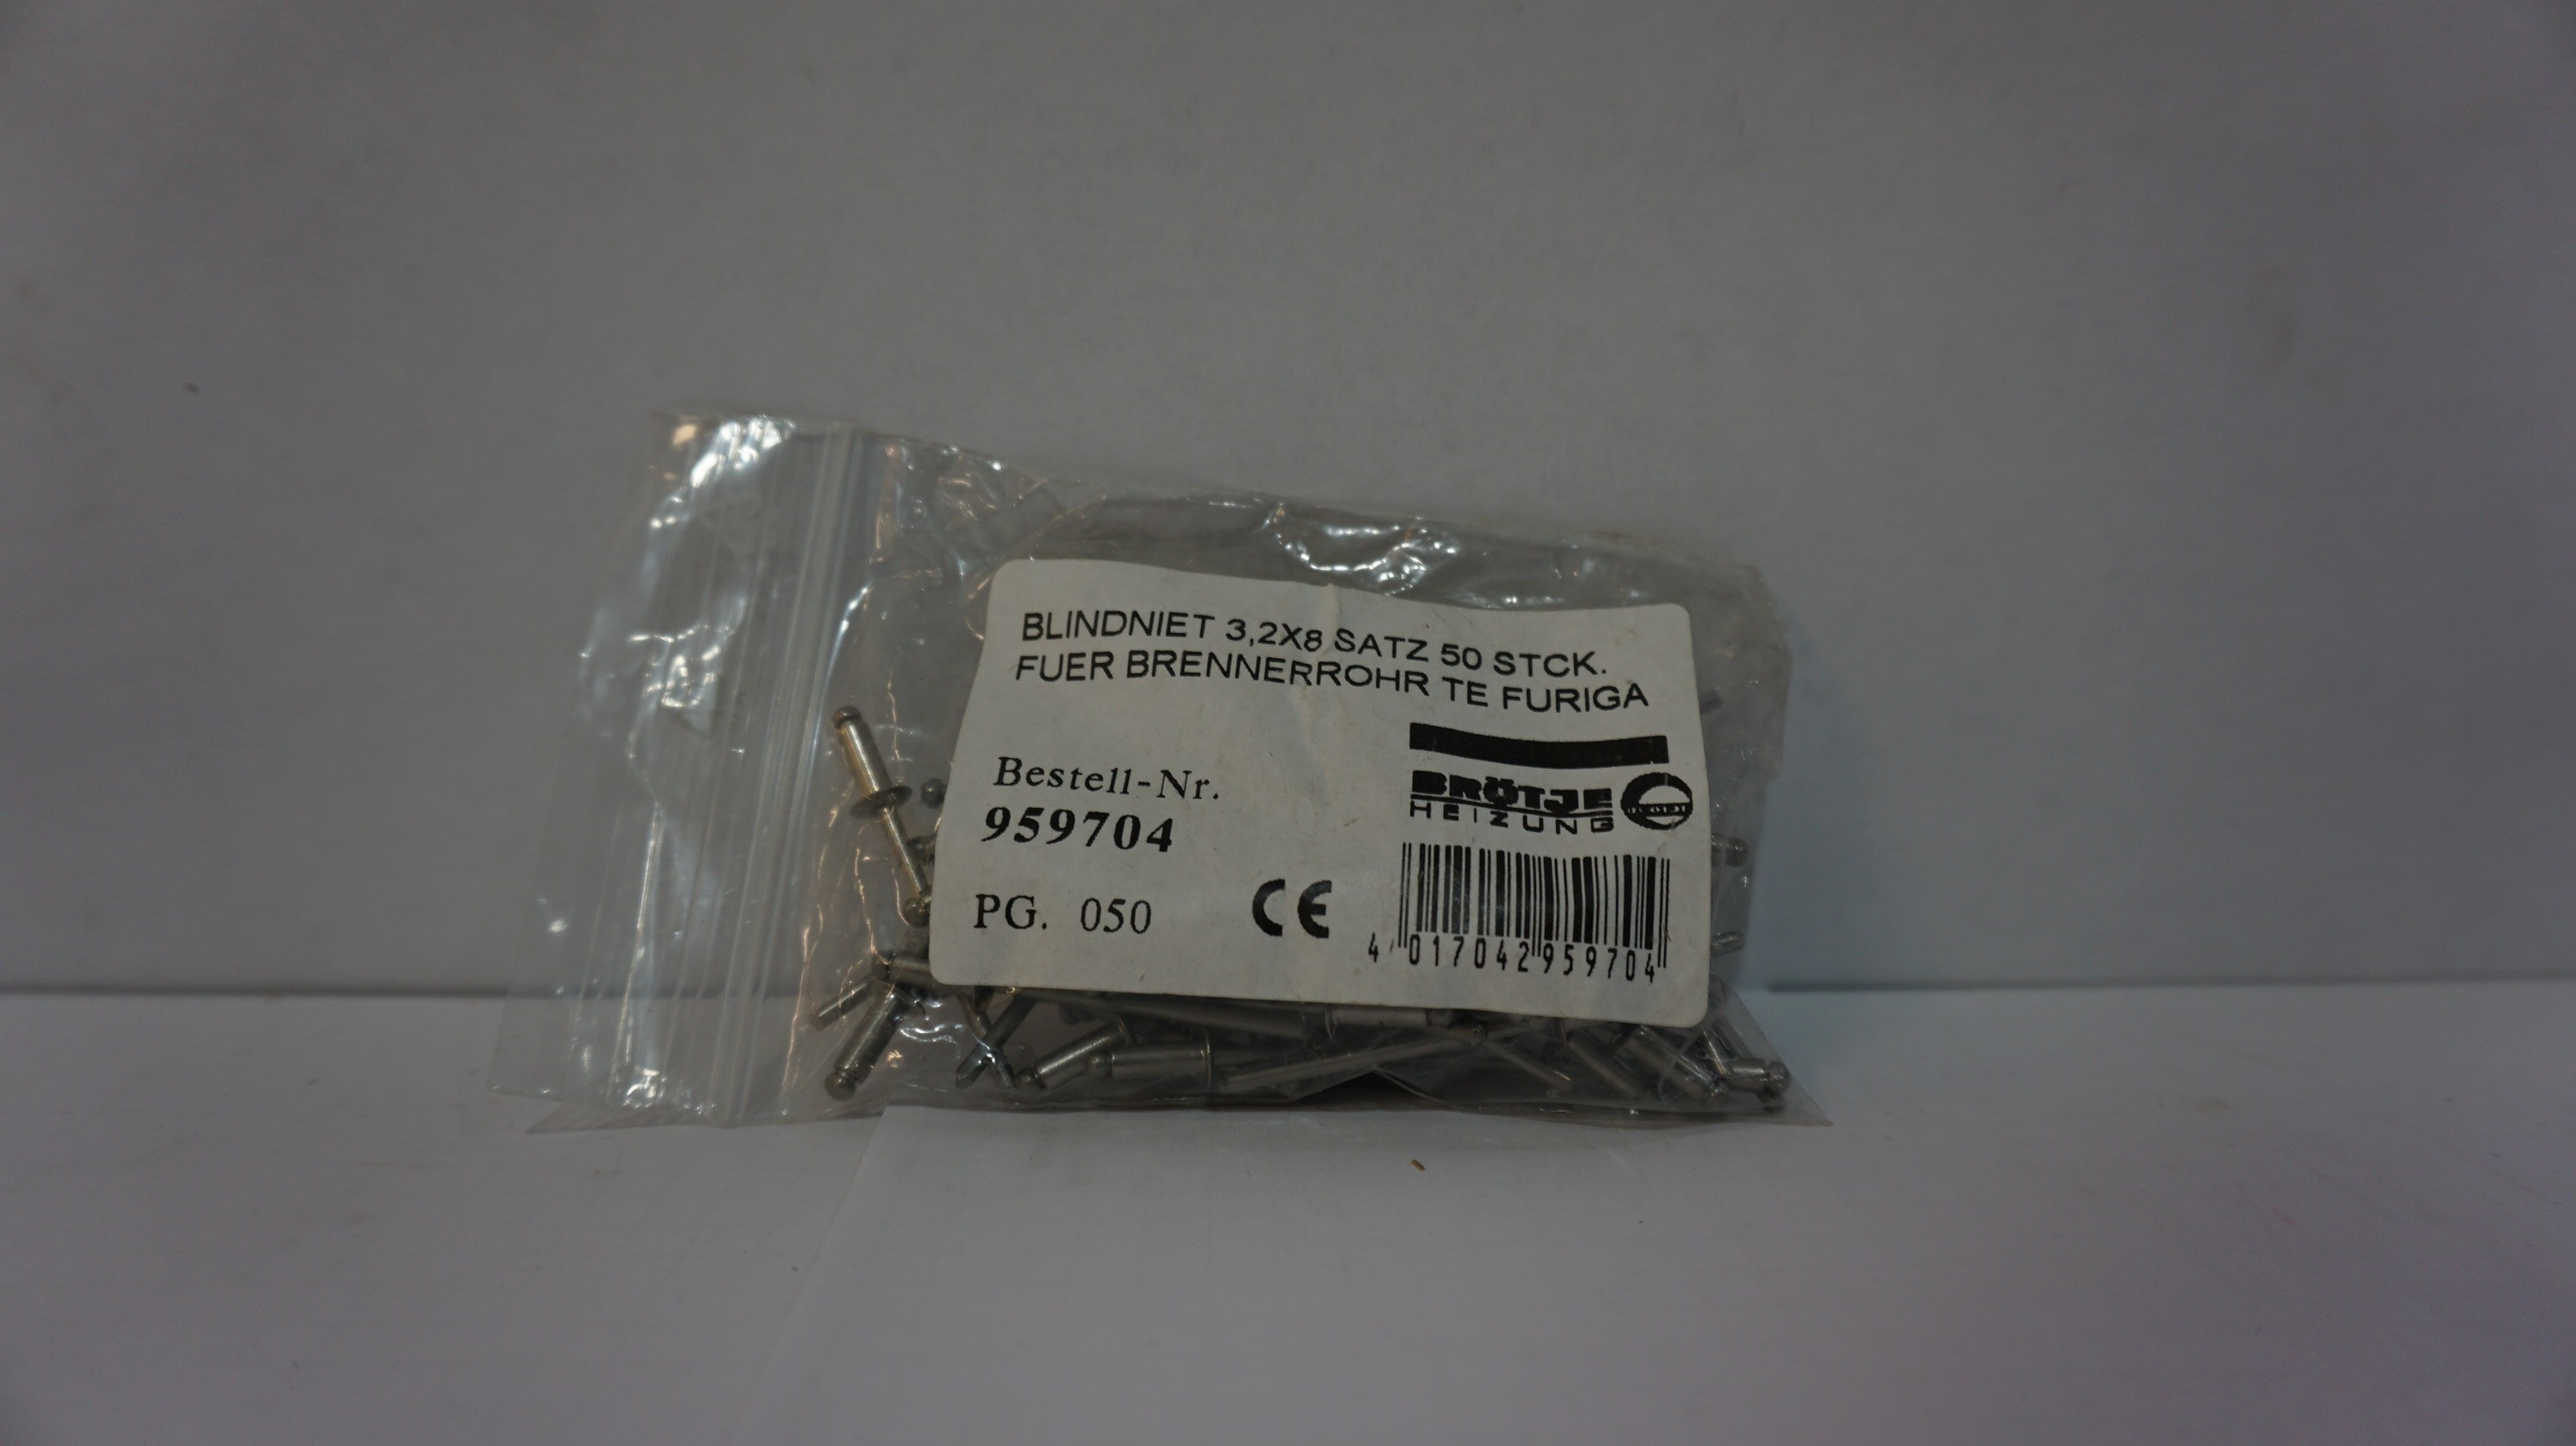 BLINDNIET 3,2X8 SATZ 50 STCK.
FUER BRENNERROHR TE FURIGA
Bestell-Nr.
959704
BRÖTJE
HEIZUNG
PG. 050
CE
4 017042 959704